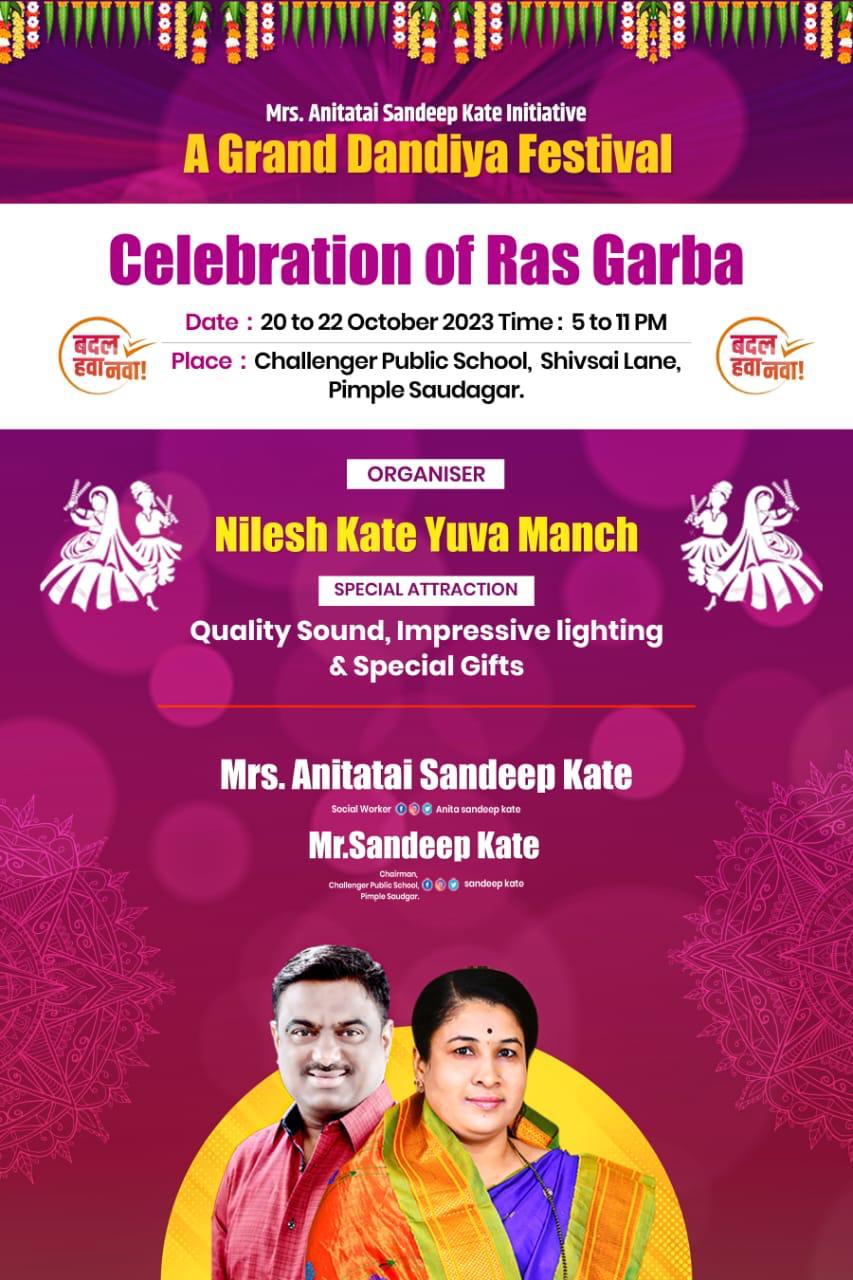 Mrs. Anitatai Sandeep Kate Initiative
A Grand Dandiya Festival
Celebration of Ras Garba
Date : 20 to 22 October 2023 Time : 5 to 11 PM
Place : Challenger Public School, Shivsai Lane,
Pimple Saudagar.
बदल
हवा नवा!
बदल
हवा नवा!
ORGANISER
Nilesh Kate Yuva Manch
SPECIAL ATTRACTION
Quality Sound, Impressive lighting
& Special Gifts
Mrs. Anitatai Sandeep Kate
Social Worker Anita sandeep kate
Mr.Sandeep Kate
Chairman,
Challenger Public School, sandeep kate
Pimple Saudgar.